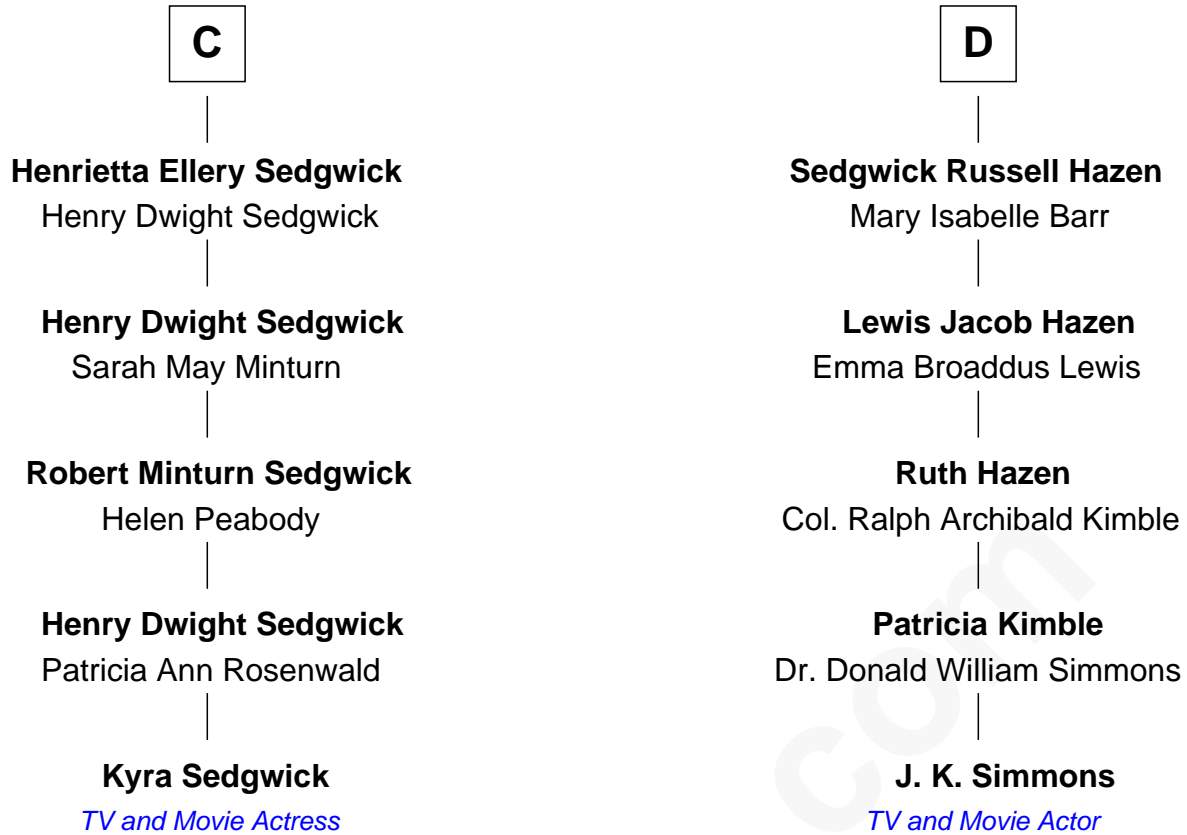 C
Henrietta Ellery Sedgwick
Henry Dwight Sedgwick
Henry Dwight Sedgwick
Sarah May Minturn
Robert Minturn Sedgwick
Helen Peabody
Henry Dwight Sedgwick
Patricia Ann Rosenwald
Kyra Sedgwick
TV and Movie Actress
D
Sedgwick Russell Hazen
Mary Isabelle Barr
Lewis Jacob Hazen
Emma Broaddus Lewis
Ruth Hazen
Col. Ralph Archibald Kimble
Patricia Kimble
Dr. Donald William Simmons
J. K. Simmons
TV and Movie Actor
com